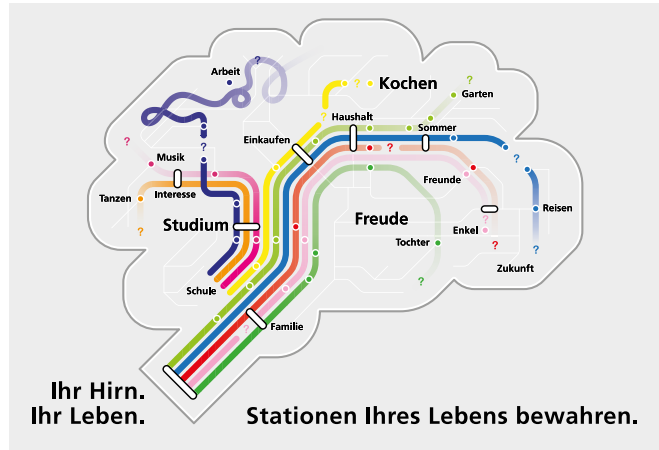 ?
Arbeit
?
Kochen
?
Garten
Haushalt
?
Sommer
Einkaufen
?
?
?
Musik
?
?
Freunde
Interesse
Tanzen
Reisen
Freude
?
Studium
Enkel
?
Tochter
?
?
Zukunft
?
Schule
?
Familie
Ihr Hirn.
Ihr Leben.
Stationen Ihres Lebens bewahren.